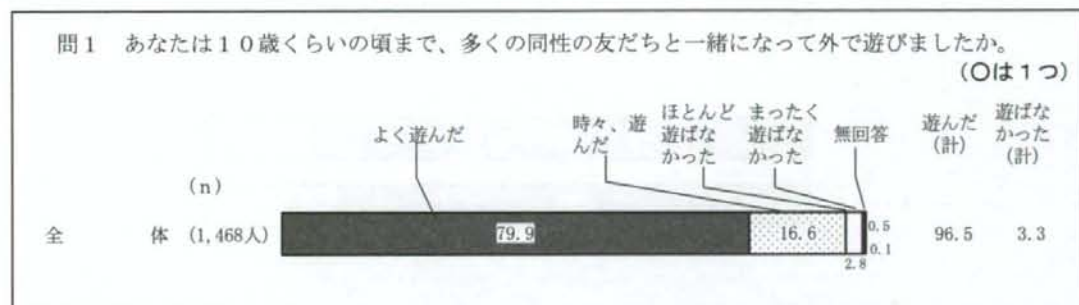 問1 あなたは10歳くらいの頃まで、多くの同性の友だちと一緒になって外で遊びましたか。
(○は1つ)
よく遊んだ
時々、遊
んだ
ほとんど
遊ばな
かった
まったく
遊ばな
かった
無回答
遊んだ
(計)
遊ばな
かった
(計)
(n)
全 体 (1,468人) 79.9 16.6 2.8 0.5 0.1 96.5 3.3